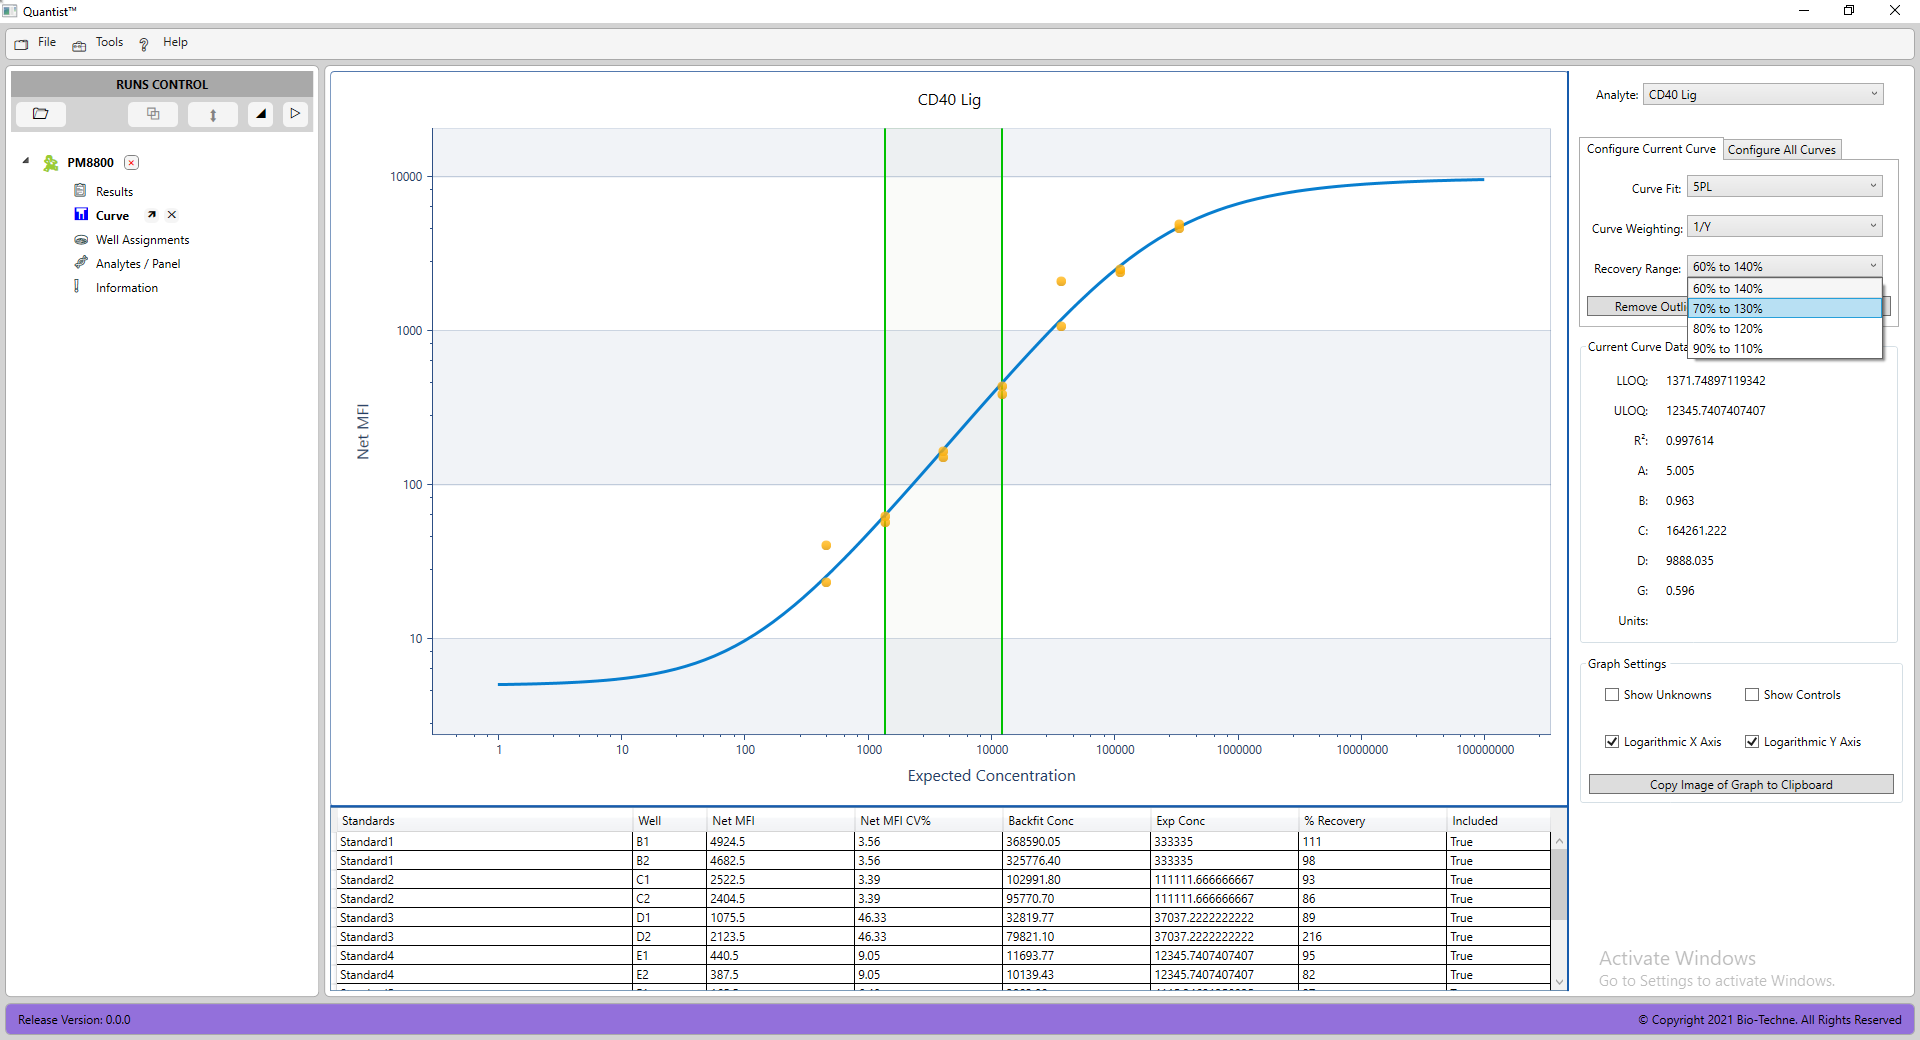 Quantist™
File Tools Help
RUNS CONTROL
PM8800
Results
Curve
Well Assignments
Analytes / Panel
Information
CD40 Lig
10000
1000
100
10
Net MFI
1 10 100 1000 10000 100000 1000000 10000000 100000000
Expected Concentration
Standards Well Net MFI Net MFI CV% Backfit Conc Exp Conc % Recovery Included
Standard1 B1 4924.5 3.56 368590.05 333335 111 True
Standard1 B2 4682.5 3.56 325776.40 333335 98 True
Standard2 C1 2522.5 3.39 102991.80 111111.666666667 93 True
Standard2 C2 2404.5 3.39 95770.70 111111.666666667 86 True
Standard3 D1 1075.5 46.33 32819.77 37037.2222222222 89 True
Standard3 D2 2123.5 46.33 79821.10 37037.2222222222 216 True
Standard4 E1 440.5 9.05 11693.77 12345.7407407407 95 True
Standard4 E2 387.5 9.05 10139.43 12345.7407407407 82 True
Analyte: CD40 Lig
Configure Current Curve Configure All Curves
Curve Fit: 5PL
Curve Weighting: 1/Y
Recovery Range: 60% to 140%
60% to 140%
Remove Outli 70% to 130%
80% to 120%
Current Curve Data 90% to 110%
LLOQ: 1371.74897119342
ULOQ: 12345.7407407407
R²: 0.997614
A: 5.005
B: 0.963
C: 164261.222
D: 9888.035
G: 0.596
Units:
Graph Settings
Show Unknowns Show Controls
Logarithmic X Axis Logarithmic Y Axis
Copy Image of Graph to Clipboard
Activate Windows
Go to Settings to activate Windows.
Release Version: 0.0.0 © Copyright 2021 Bio-Techne. All Rights Reserved